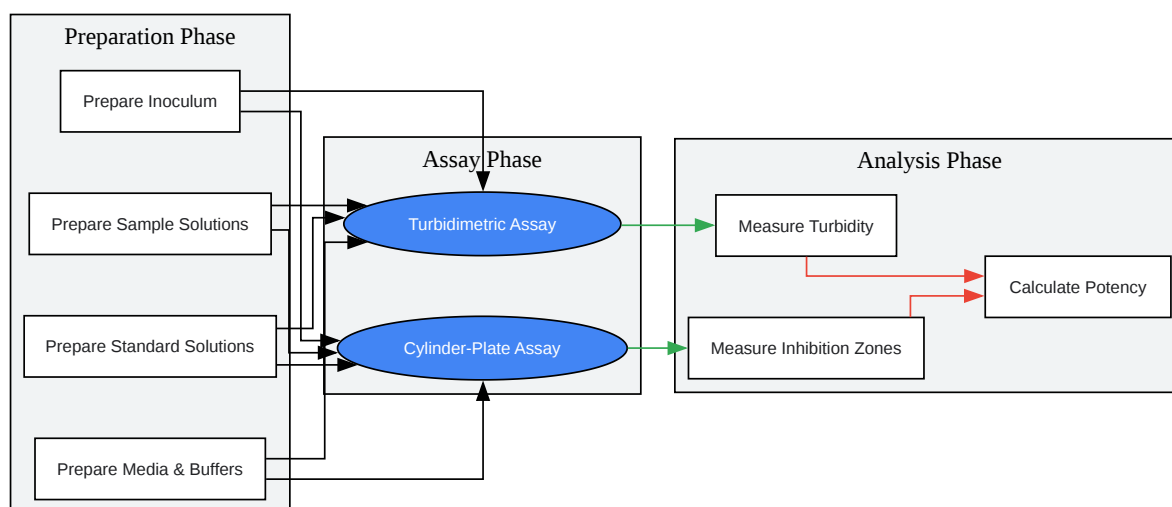 Preparation Phase
Prepare Inoculum
Prepare Sample Solutions
Prepare Standard Solutions
Prepare Media & Buffers
Assay Phase
Turbidimetric Assay
Cylinder-Plate Assay
Analysis Phase
Measure Turbidity
Measure Inhibition Zones
Calculate Potency